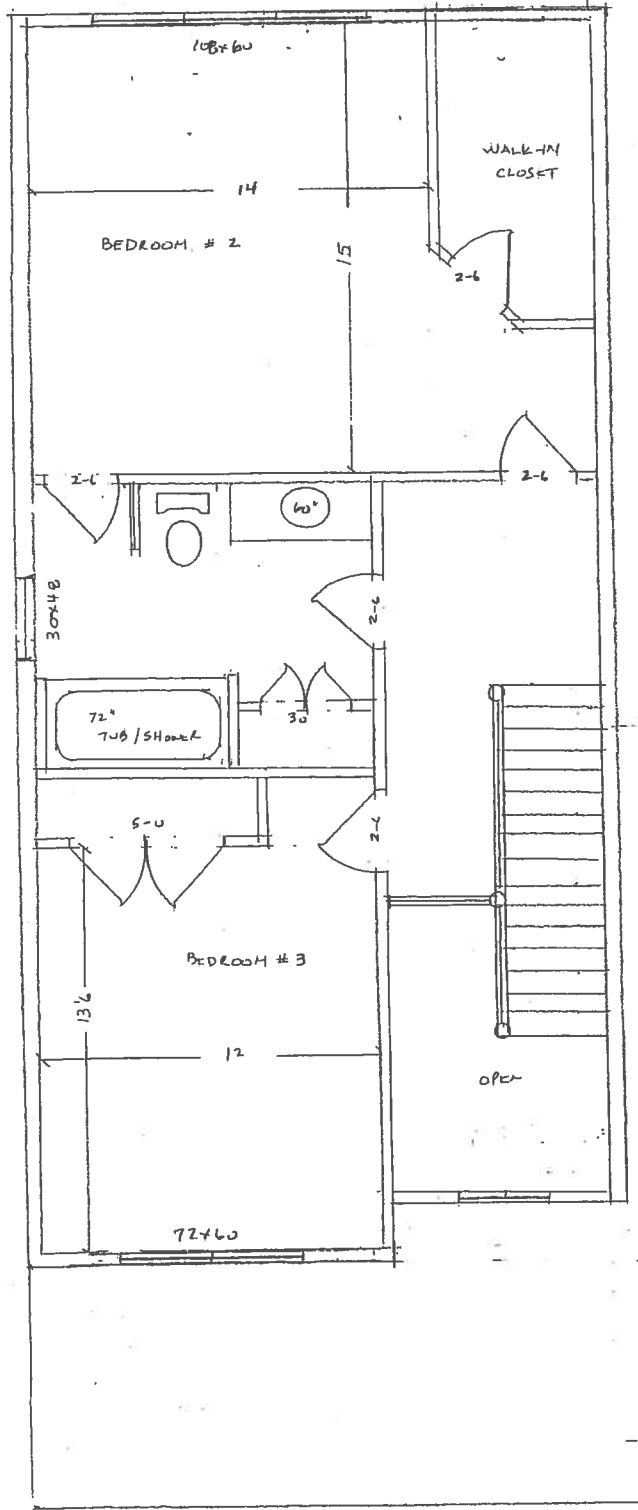 108x60
WALK-IN
CLOSET
14
BEDROOM # 2
15
2-6
2-6
2-6
60"
30x48
2-6
72"
TUB/SHOWER
30
5-0
2-6
BEDROOM # 3
13'6
12
OPEN
72x60